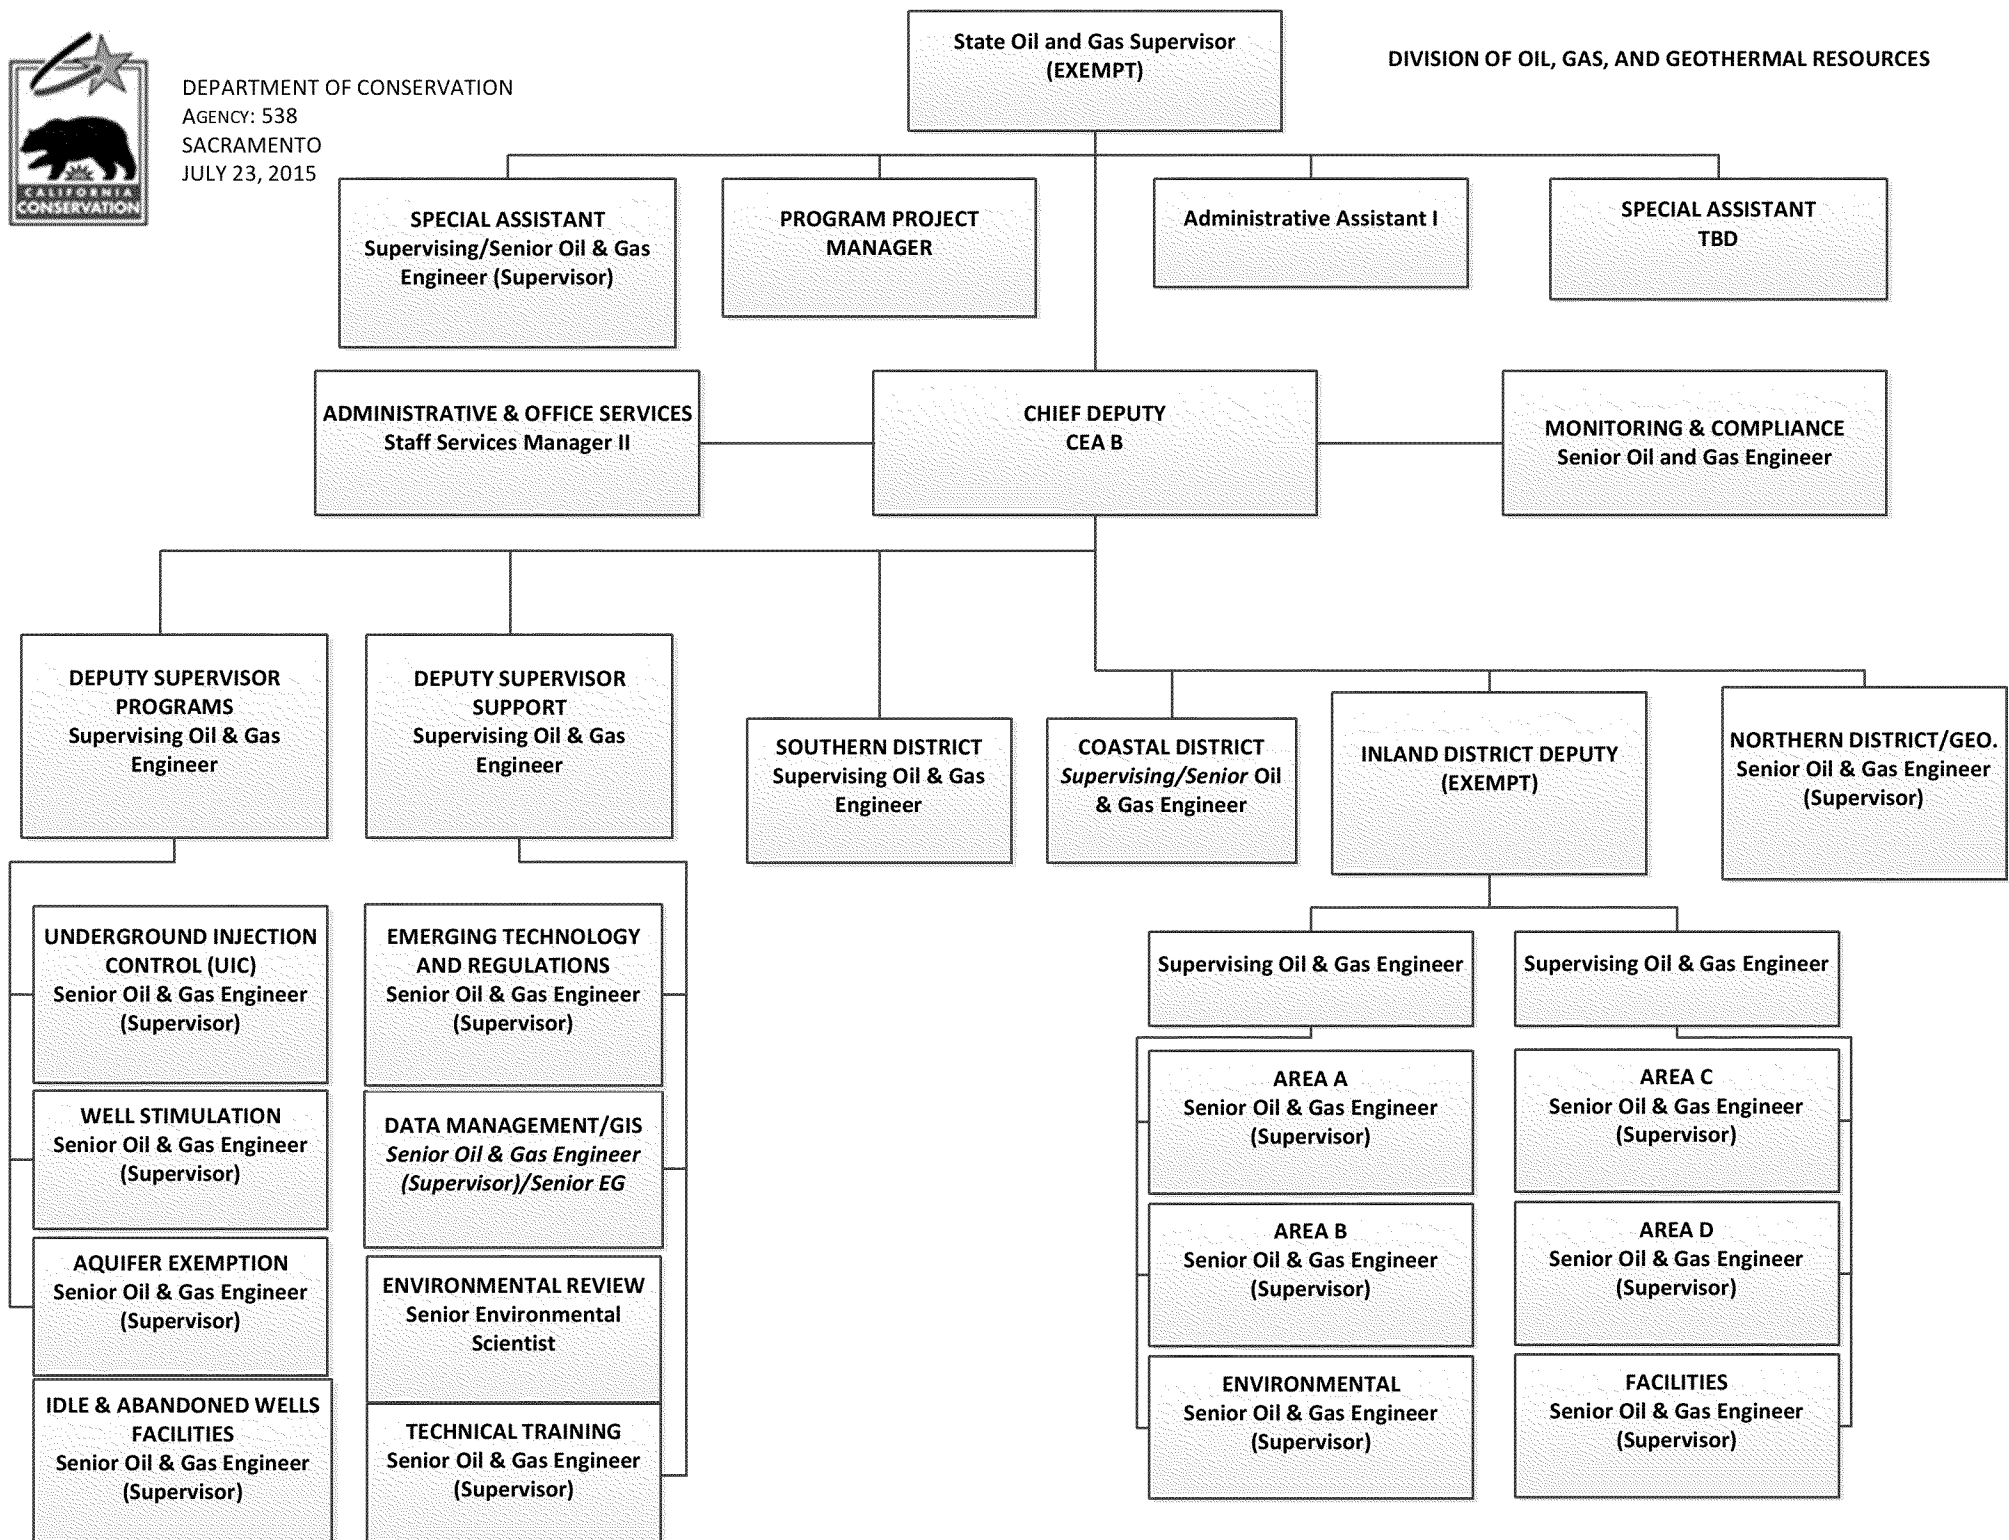 State Oil and Gas Supervisor
(EXEMPT)
DIVISION OF OIL, GAS, AND GEOTHERMAL RESOURCES
CALIFORNIA
CONSERVATION
DEPARTMENT OF CONSERVATION
AGENCY: 538
SACRAMENTO
JULY 23, 2015
SPECIAL ASSISTANT
Supervising/Senior Oil & Gas
Engineer (Supervisor)
PROGRAM PROJECT
MANAGER
Administrative Assistant I
SPECIAL ASSISTANT
TBD
ADMINISTRATIVE & OFFICE SERVICES
Staff Services Manager II
CHIEF DEPUTY
CEA B
MONITORING & COMPLIANCE
Senior Oil and Gas Engineer
DEPUTY SUPERVISOR
PROGRAMS
Supervising Oil & Gas
Engineer
DEPUTY SUPERVISOR
SUPPORT
Supervising Oil & Gas
Engineer
SOUTHERN DISTRICT
Supervising Oil & Gas
Engineer
COASTAL DISTRICT
Supervising/Senior Oil
& Gas Engineer
INLAND DISTRICT DEPUTY
(EXEMPT)
NORTHERN DISTRICT/GEO.
Senior Oil & Gas Engineer
(Supervisor)
UNDERGROUND INJECTION
CONTROL (UIC)
Senior Oil & Gas Engineer
(Supervisor)
WELL STIMULATION
Senior Oil & Gas Engineer
(Supervisor)
AQUIFER EXEMPTION
Senior Oil & Gas Engineer
(Supervisor)
IDLE & ABANDONED WELLS
FACILITIES
Senior Oil & Gas Engineer
(Supervisor)
EMERGING TECHNOLOGY
AND REGULATIONS
Senior Oil & Gas Engineer
(Supervisor)
DATA MANAGEMENT/GIS
Senior Oil & Gas Engineer
(Supervisor)/Senior EG
ENVIRONMENTAL REVIEW
Senior Environmental
Scientist
TECHNICAL TRAINING
Senior Oil & Gas Engineer
(Supervisor)
Supervising Oil & Gas Engineer
AREA A
Senior Oil & Gas Engineer
(Supervisor)
AREA B
Senior Oil & Gas Engineer
(Supervisor)
ENVIRONMENTAL
Senior Oil & Gas Engineer
(Supervisor)
Supervising Oil & Gas Engineer
AREA C
Senior Oil & Gas Engineer
(Supervisor)
AREA D
Senior Oil & Gas Engineer
(Supervisor)
FACILITIES
Senior Oil & Gas Engineer
(Supervisor)